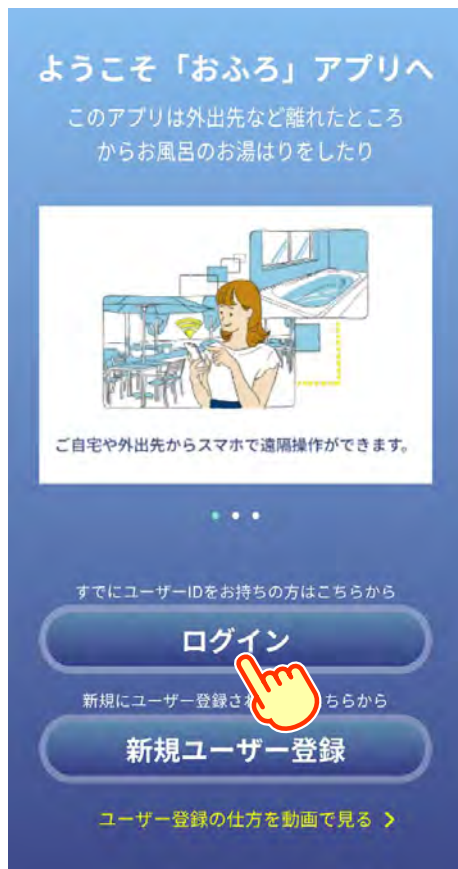 ようこそ「おふろ」アプリへ
このアプリは外出先など離れたところ
からお風呂のお湯はりをしたり
ご自宅や外出先からスマホで遠隔操作ができます。
すでにユーザーIDをお持ちの方はこちらから
ログイン
新規にユーザー登録さ ちらから
新規ユーザー登録
ユーザー登録の仕方を動画で見る >